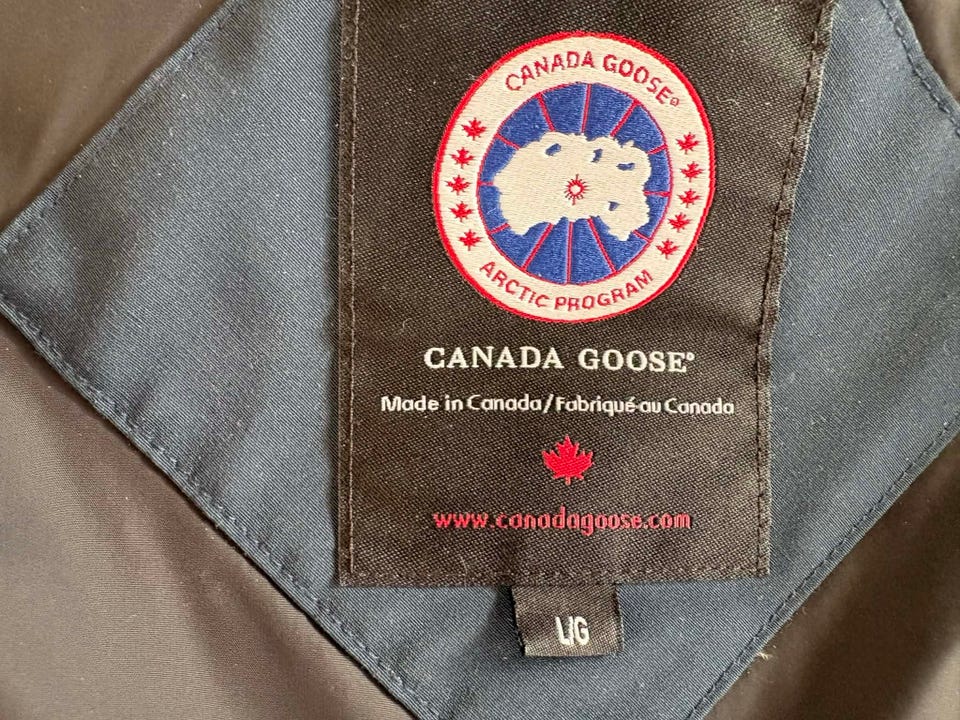 CANADA GOOSE®
ARCTIC PROGRAM
CANADA GOOSE®
Made in Canada/Fabriqué au Canada
www.canadagoose.com
L/G